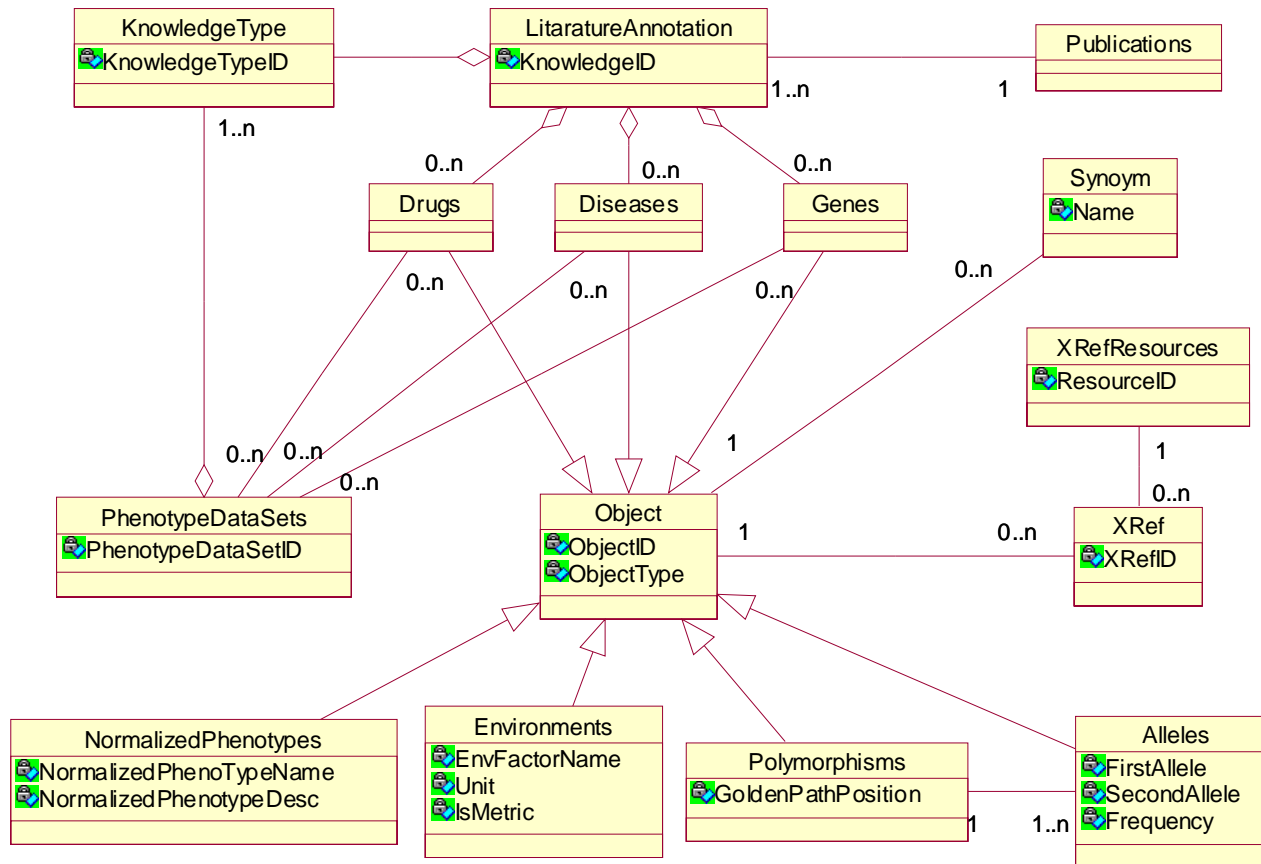 KnowledgeType
KnowledgeTypeID
LitaratureAnnotation
KnowledgeID
Publications
1..n
1..n
1
0..n
0..n
0..n
Drugs
Diseases
Genes
Synoym
Name
0..n
0..n
0..n
0..n
XRefResources
ResourceID
0..n
0..n
0..n
1
1
0..n
PhenotypeDataSets
PhenotypeDataSetID
Object
ObjectID
ObjectType
1
0..n
XRef
XRefID
NormalizedPhenotypes
NormalizedPhenoTypeName
NormalizedPhenotypeDesc
Environments
EnvFactorName
Unit
IsMetric
Polymorphisms
GoldenPathPosition
1
1..n
Alleles
FirstAllele
SecondAllele
Frequency